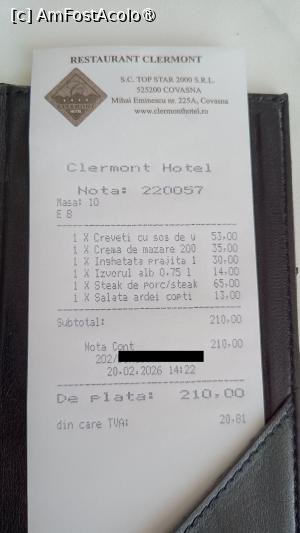 [c] AmFostAcolo®
RESTAURANT CLERMONT
S.C. TOP STAR 2000 S.R.L.
525200 COVASNA
Mihai Eminescu nr. 225A, Covasna
www.clermonthotel.ro
CLERMONT
HOTEL
Clermont Hotel
Nota: 220057
Masa: 10
E 8
1 X Creveti cu sos de u 53,00
1 X Crema de mazare 200 35,00
1 X Inghetata prajita 1 30,00
1 X Izvorul alb 0.75 l 14,00
1 X Steak de porc/steak 65,00
1 X Salata ardei copti 13,00
Subtotal: 210,00
Nota Cont 210,00
202/
20.02.2026 14:22
De plata: 210,00
din care TVA: 20,81